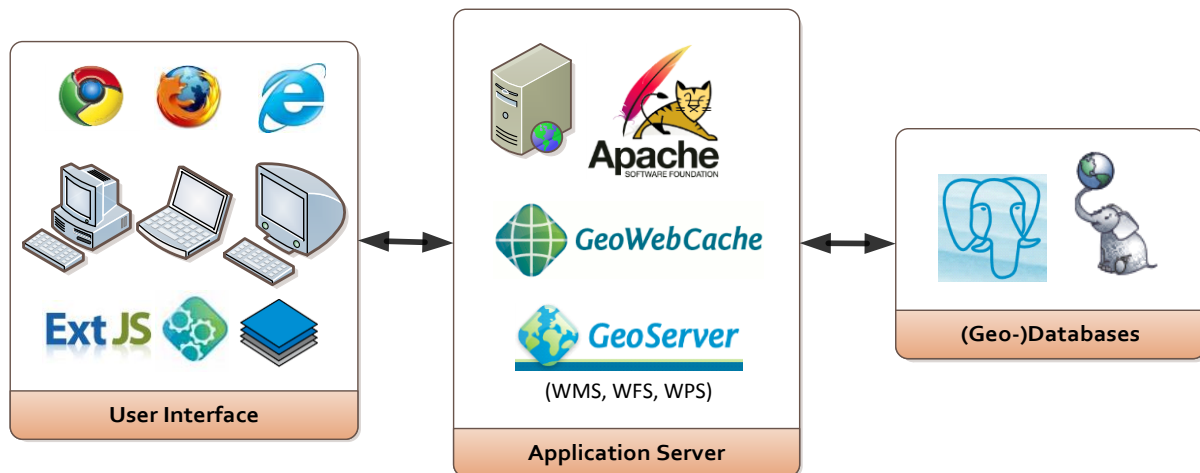 Ext JS
User Interface
Apache
SOFTWARE FOUNDATION
GeoWebCache
GeoServer
(WMS, WFS, WPS)
Application Server
(Geo-)Databases